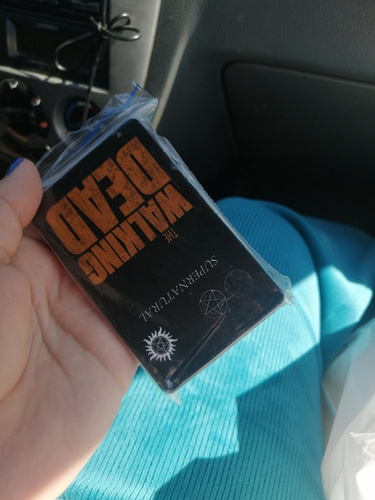 THE
WALKING
DEAD
SUPERNATURAL